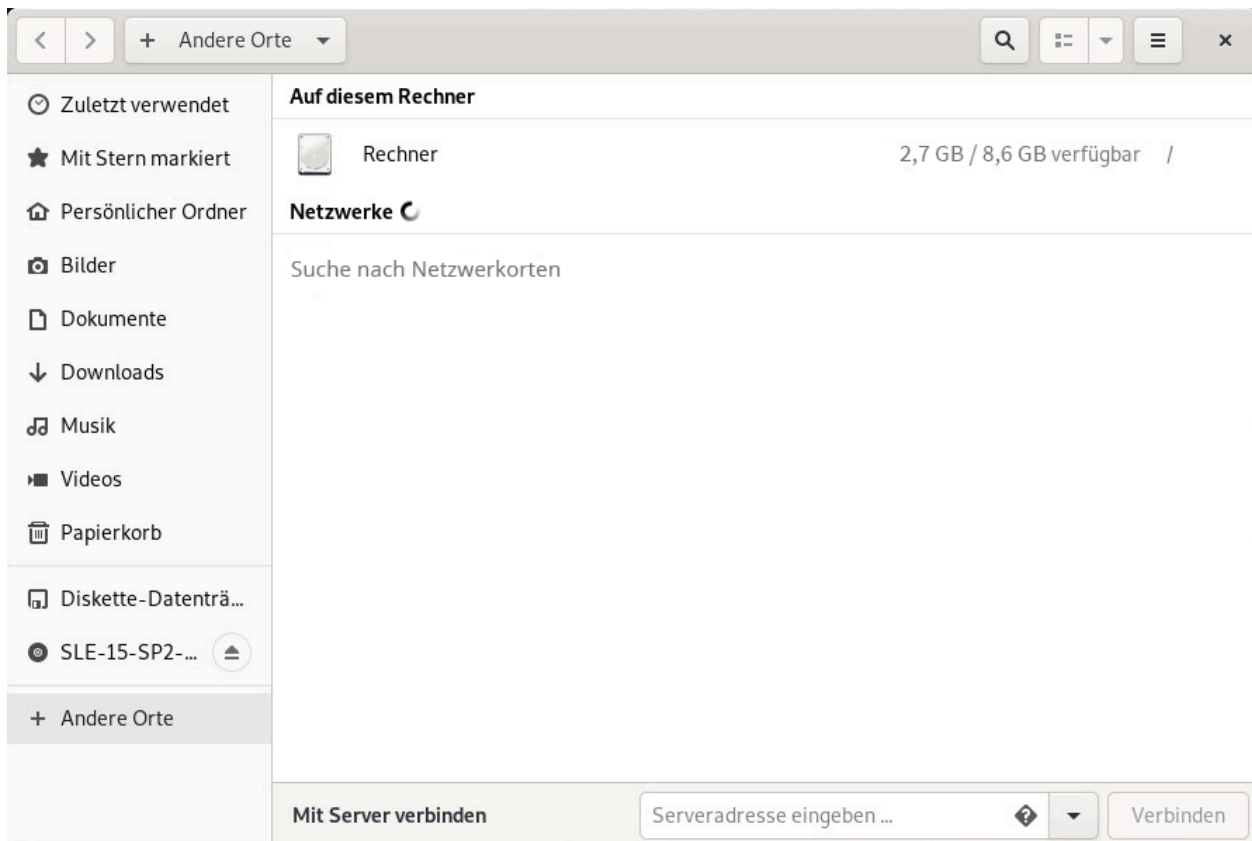 Andere Orte
Zuletzt verwendet
Mit Stern markiert
Persönlicher Ordner
Bilder
Dokumente
Downloads
Musik
Videos
Papierkorb
Diskette-Datenträ...
SLE-15-SP2-...
+ Andere Orte
Auf diesem Rechner
Rechner 2,7 GB / 8,6 GB verfügbar /
Netzwerke
Suche nach Netzwerkorten
Mit Server verbinden Serveradresse eingeben ... Verbinden